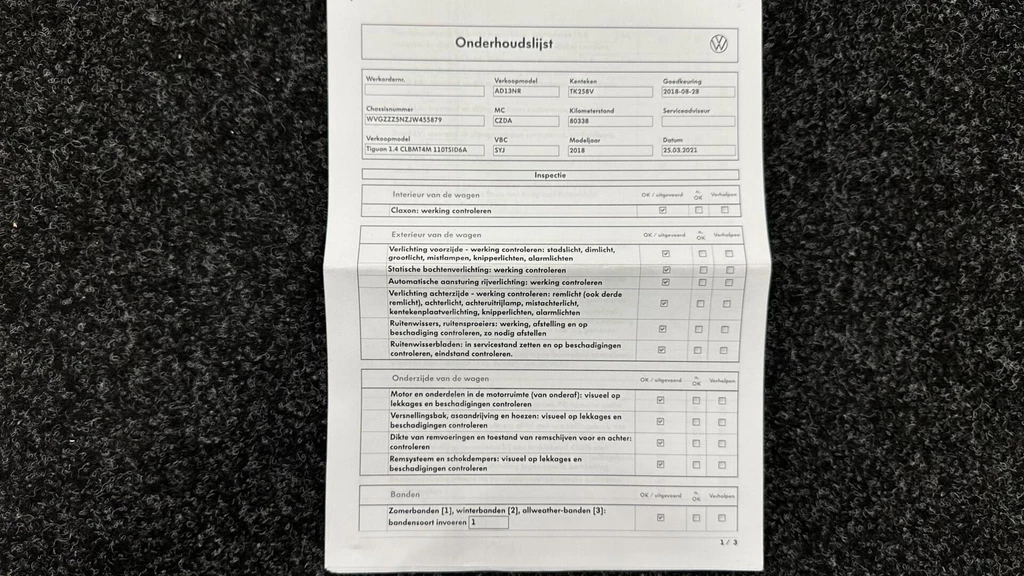 Onderhoudslijst
Werkordernr. Verkoopmodel Kenteken Goedkeuring
AD13NR TK258V 2018-08-28
Chassisnummer MC Kilometerstand Serviceadviseur
WVGZZZ5NZJW455879 CZDA 80338
Verkoopmodel VBC Modeljaar Datum
Tiguan 1.4 CLBMT4M 110TSID6A SYJ 2018 25.03.2021
Inspectie
Interieur van de wagen OK / uitgevoerd n. OK Verholpen
Claxon: werking controleren
Exterieur van de wagen OK / uitgevoerd n. OK Verholpen
Verlichting voorzijde - werking controleren: stadslicht, dimlicht,
grootlicht, mistlampen, knipperlichten, alarmlichten
Statische bochtenverlichting: werking controleren
Automatische aansturing rijverlichting: werking controleren
Verlichting achterzijde - werking controleren: remlicht (ook derde
remlicht), achterlicht, achteruitrijlamp, mistachterlicht,
kentekenplaatverlichting, knipperlichten, alarmlichten
Ruitenwissers, ruitensproeiers: werking, afstelling en op
beschadiging controleren, zo nodig afstellen
Ruitenwisserbladen: in servicestand zetten en op beschadigingen
controleren, eindstand controleren.
Onderzijde van de wagen OK / uitgevoerd n. OK Verholpen
Motor en onderdelen in de motorruimte (van onderaf): visueel op
lekkages en beschadigingen controleren
Versnellingsbak, asaandrijving en hoezen: visueel op lekkages en
beschadigingen controleren
Dikte van remvoeringen en toestand van remschijven voor en achter:
controleren
Remsysteem en schokdempers: visueel op lekkages en
beschadigingen controleren
Banden OK / uitgevoerd n. OK Verholpen
Zomerbanden [1], winterbanden [2], allweather-banden [3]:
bandensoort invoeren 1
1 / 3